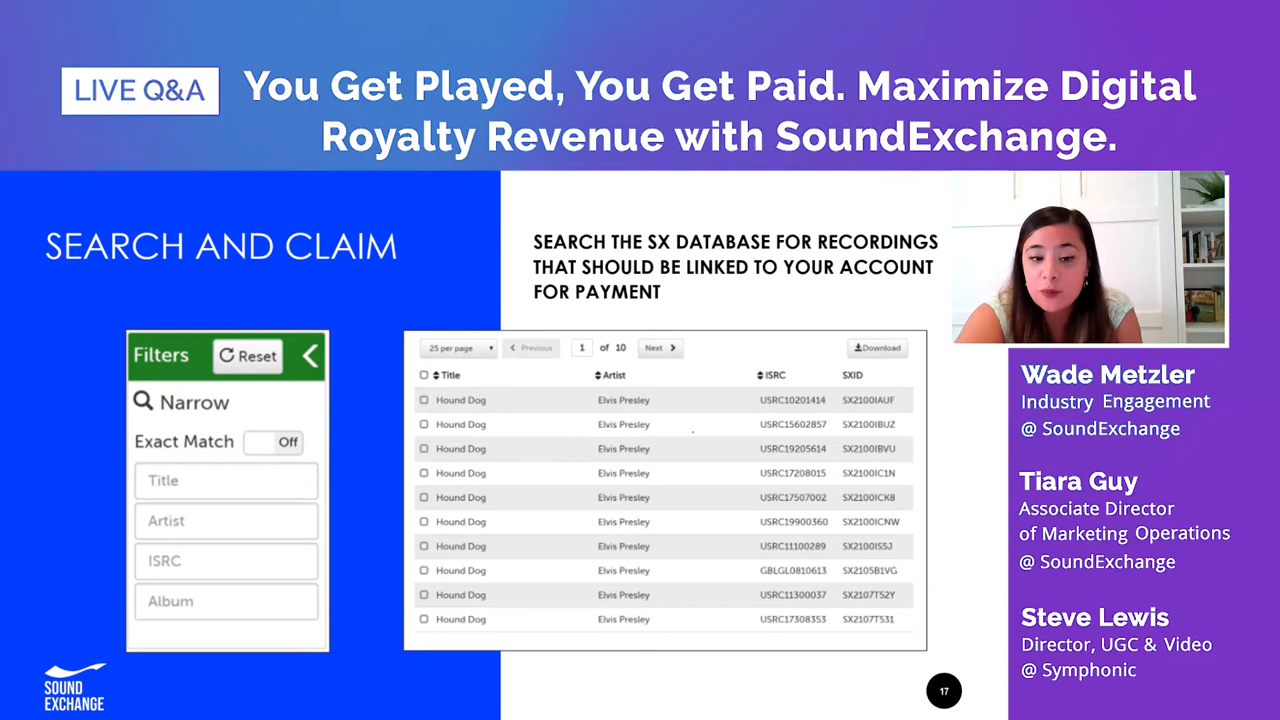 LIVE Q&A
You Get Played, You Get Paid. Maximize Digital
Royalty Revenue with SoundExchange.
SEARCH AND CLAIM
SEARCH THE SX DATABASE FOR RECORDINGS
THAT SHOULD BE LINKED TO YOUR ACCOUNT
FOR PAYMENT
Filters Reset
Narrow
Exact Match Off
Title
Artist
ISRC
Album
25 per page Previous 1 of 10 Next Download
Title Artist ISRC SXID
Hound Dog Elvis Presley USRC10201414 SX2100IAUF
Hound Dog Elvis Presley USRC15602857 SX2100IBUZ
Hound Dog Elvis Presley USRC19205614 SX2100IBVU
Hound Dog Elvis Presley USRC17208015 SX2100IC1N
Hound Dog Elvis Presley USRC17507002 SX2100ICK8
Hound Dog Elvis Presley USRC19900360 SX2100ICNW
Hound Dog Elvis Presley USRC11100289 SX2100IS5J
Hound Dog Elvis Presley GBLGL0810613 SX2105B1VG
Hound Dog Elvis Presley USRC11300037 SX2107T52Y
Hound Dog Elvis Presley USRC17308353 SX2107T531
SOUND
EXCHANGE
17
Wade Metzler
Industry Engagement
@ SoundExchange
Tiara Guy
Associate Director
of Marketing Operations
@ SoundExchange
Steve Lewis
Director, UGC & Video
@ Symphonic